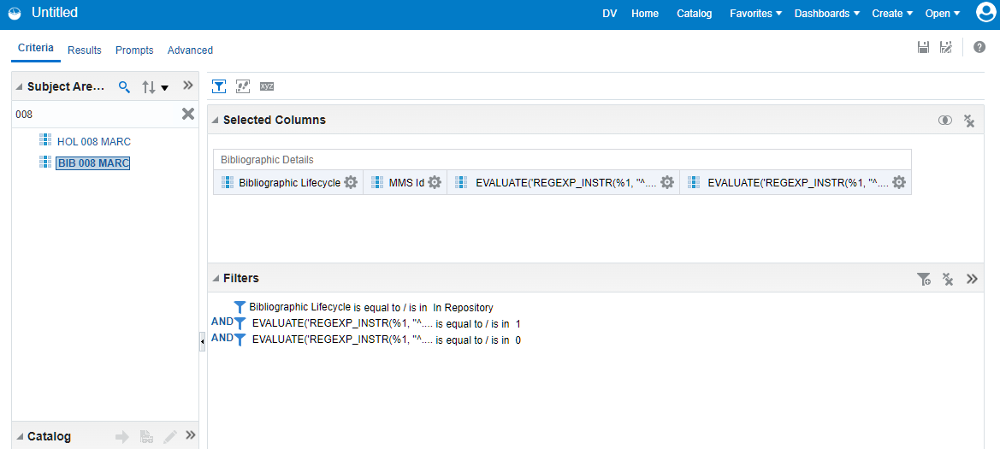 Untitled
DV Home Catalog Favorites Dashboards Create Open
Criteria Results Prompts Advanced
Subject Are...
008
HOL 008 MARC
BIB 008 MARC
xyz
Selected Columns
Bibliographic Details
Bibliographic Lifecycle MMS Id EVALUATE('REGEXP_INSTR(%1, "^.... EVALUATE('REGEXP_INSTR(%1, "^....
Filters
Bibliographic Lifecycle is equal to / is in In Repository
AND EVALUATE('REGEXP_INSTR(%1, "^.... is equal to / is in 1
AND EVALUATE('REGEXP_INSTR(%1, "^.... is equal to / is in 0
Catalog